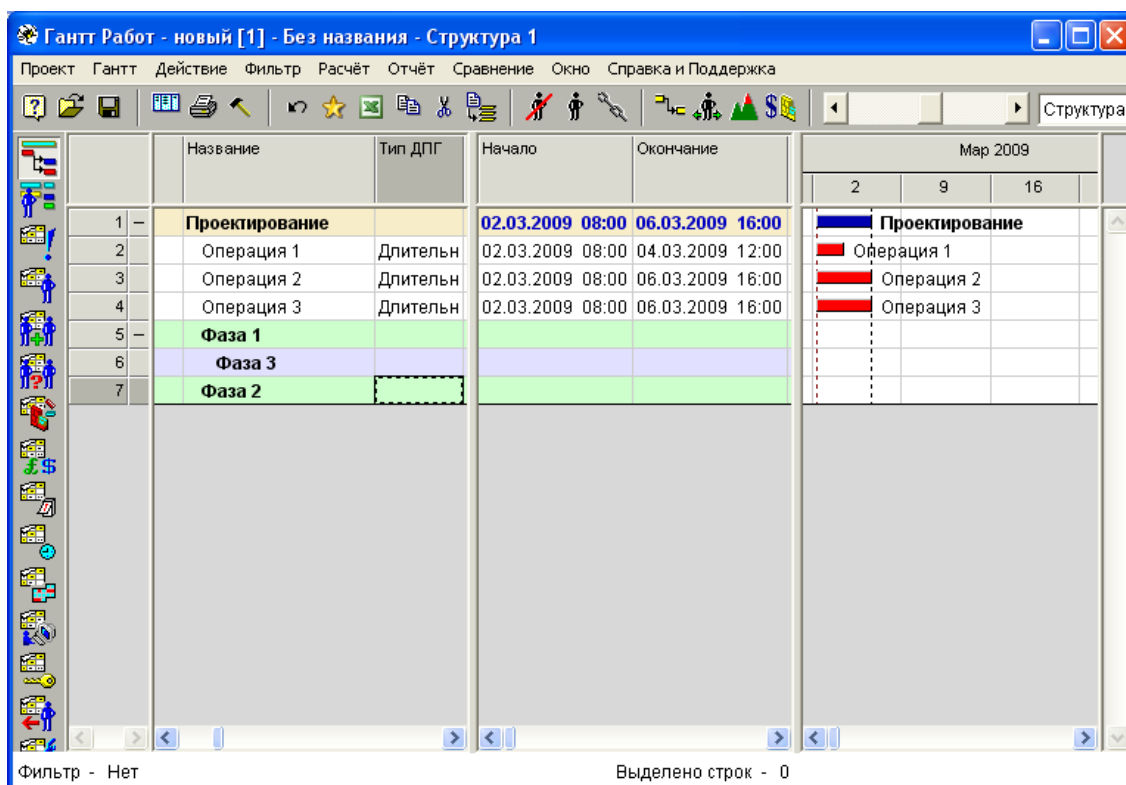 Гантт Работ - новый [1] - Без названия - Структура 1
Проект Гантт Действие Фильтр Расчёт Отчёт Сравнение Окно Справка и Поддержка
Структура
Название Тип ДПГ Начало Окончание Мар 2009
2 9 16
1 Проектирование 02.03.2009 08:00 06.03.2009 16:00 Проектирование
2 Операция 1 Длительн 02.03.2009 08:00 04.03.2009 12:00 Операция 1
3 Операция 2 Длительн 02.03.2009 08:00 06.03.2009 16:00 Операция 2
4 Операция 3 Длительн 02.03.2009 08:00 06.03.2009 16:00 Операция 3
5 Фаза 1
6 Фаза 3
7 Фаза 2
Фильтр - Нет Выделено строк - 0